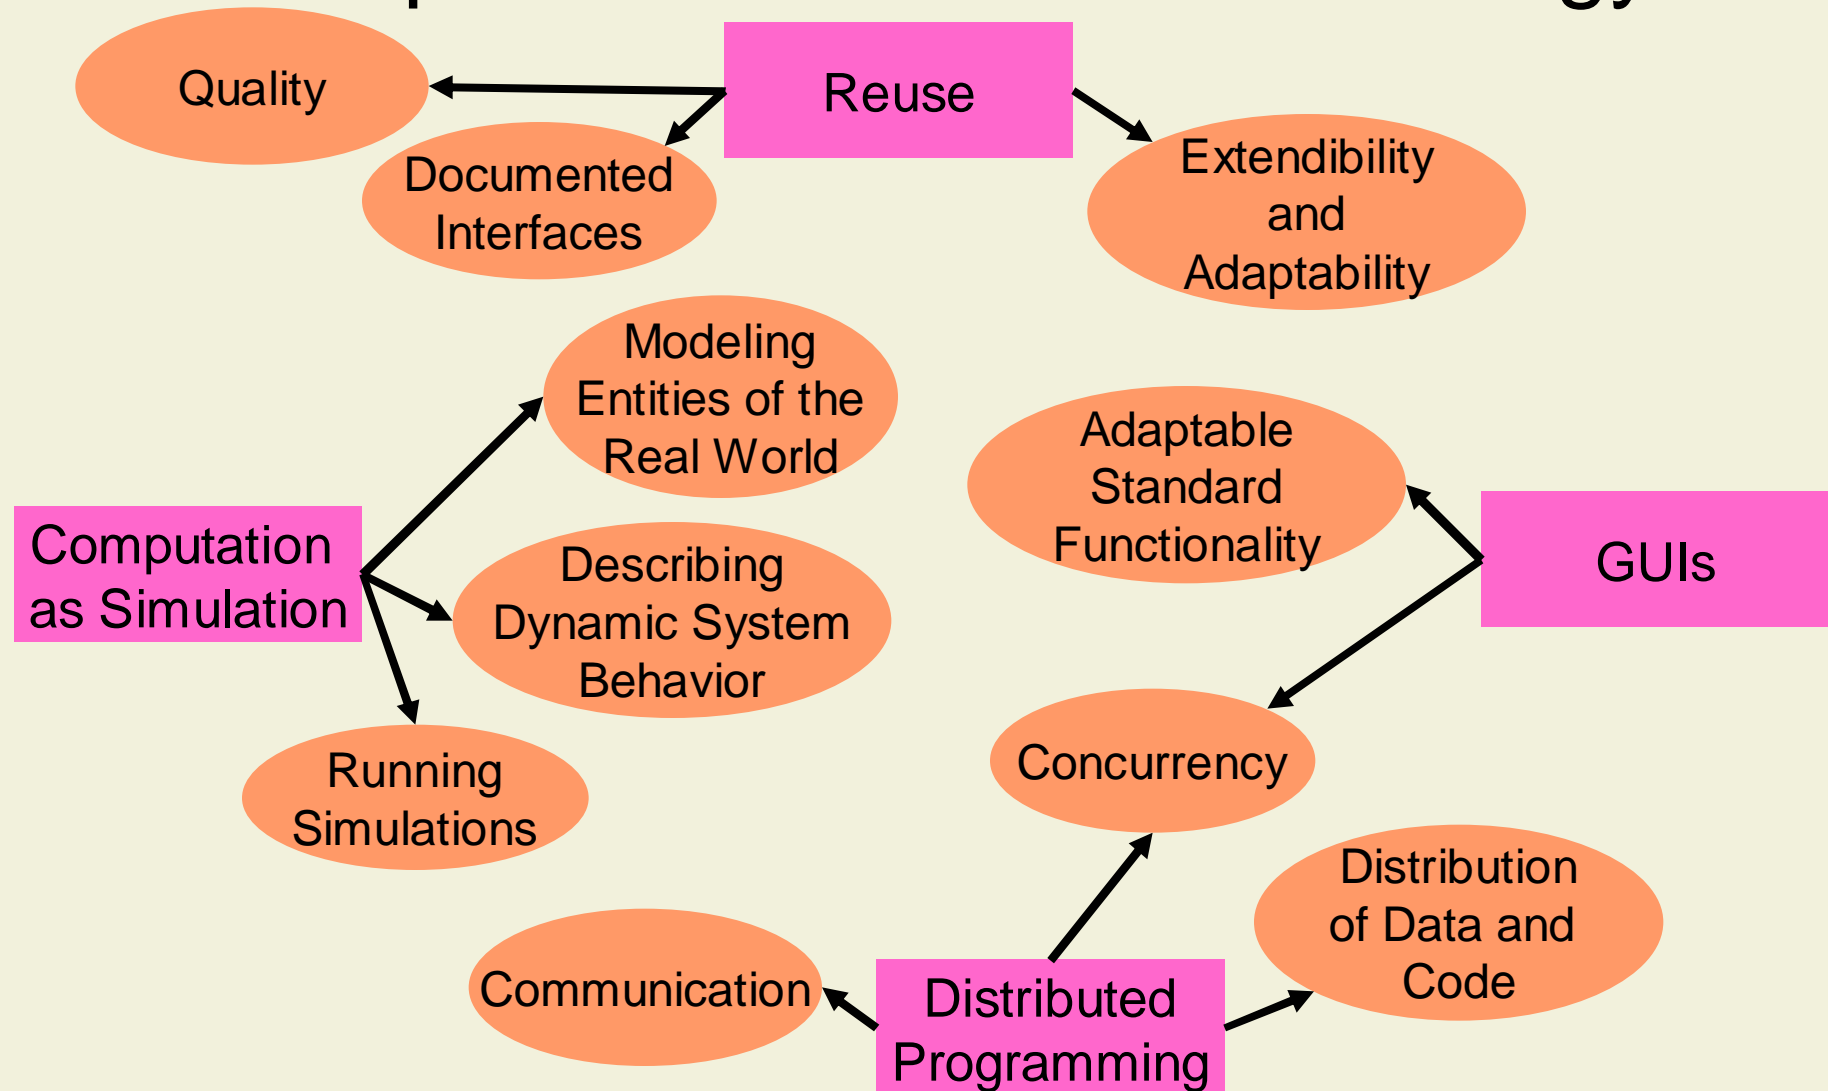 Quality
Reuse
Documented
Interfaces
Extendibility
and
Adaptability
Modeling
Entities of the
Real World
Adaptable
Standard
Functionality
Computation
as Simulation
Describing
Dynamic System
Behavior
GUIs
Running
Simulations
Concurrency
Distribution
of Data and
Code
Communication
Distributed
Programming